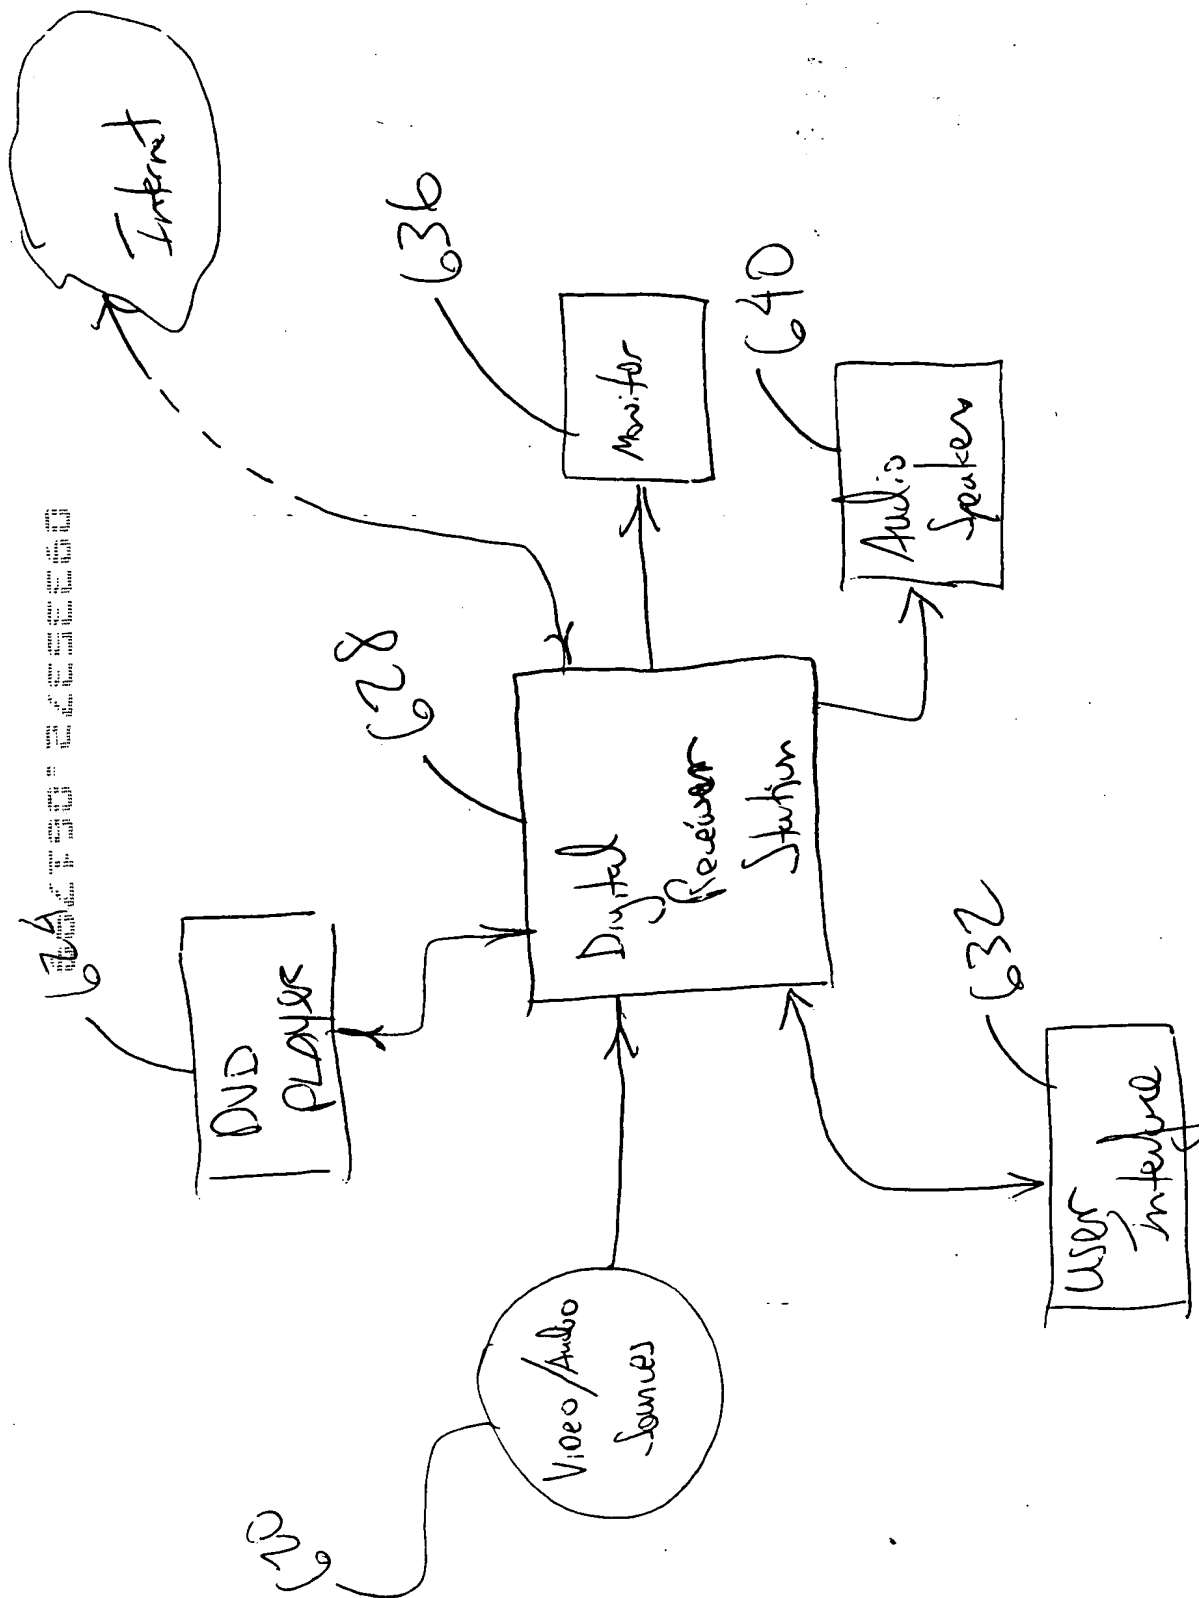 Internet
636
Monitor
640
Audio
Speakers
628
Digital
Receiver
Station
624
DVD
PLAyer
632
User
Interface
Video/Audio
Sources
620